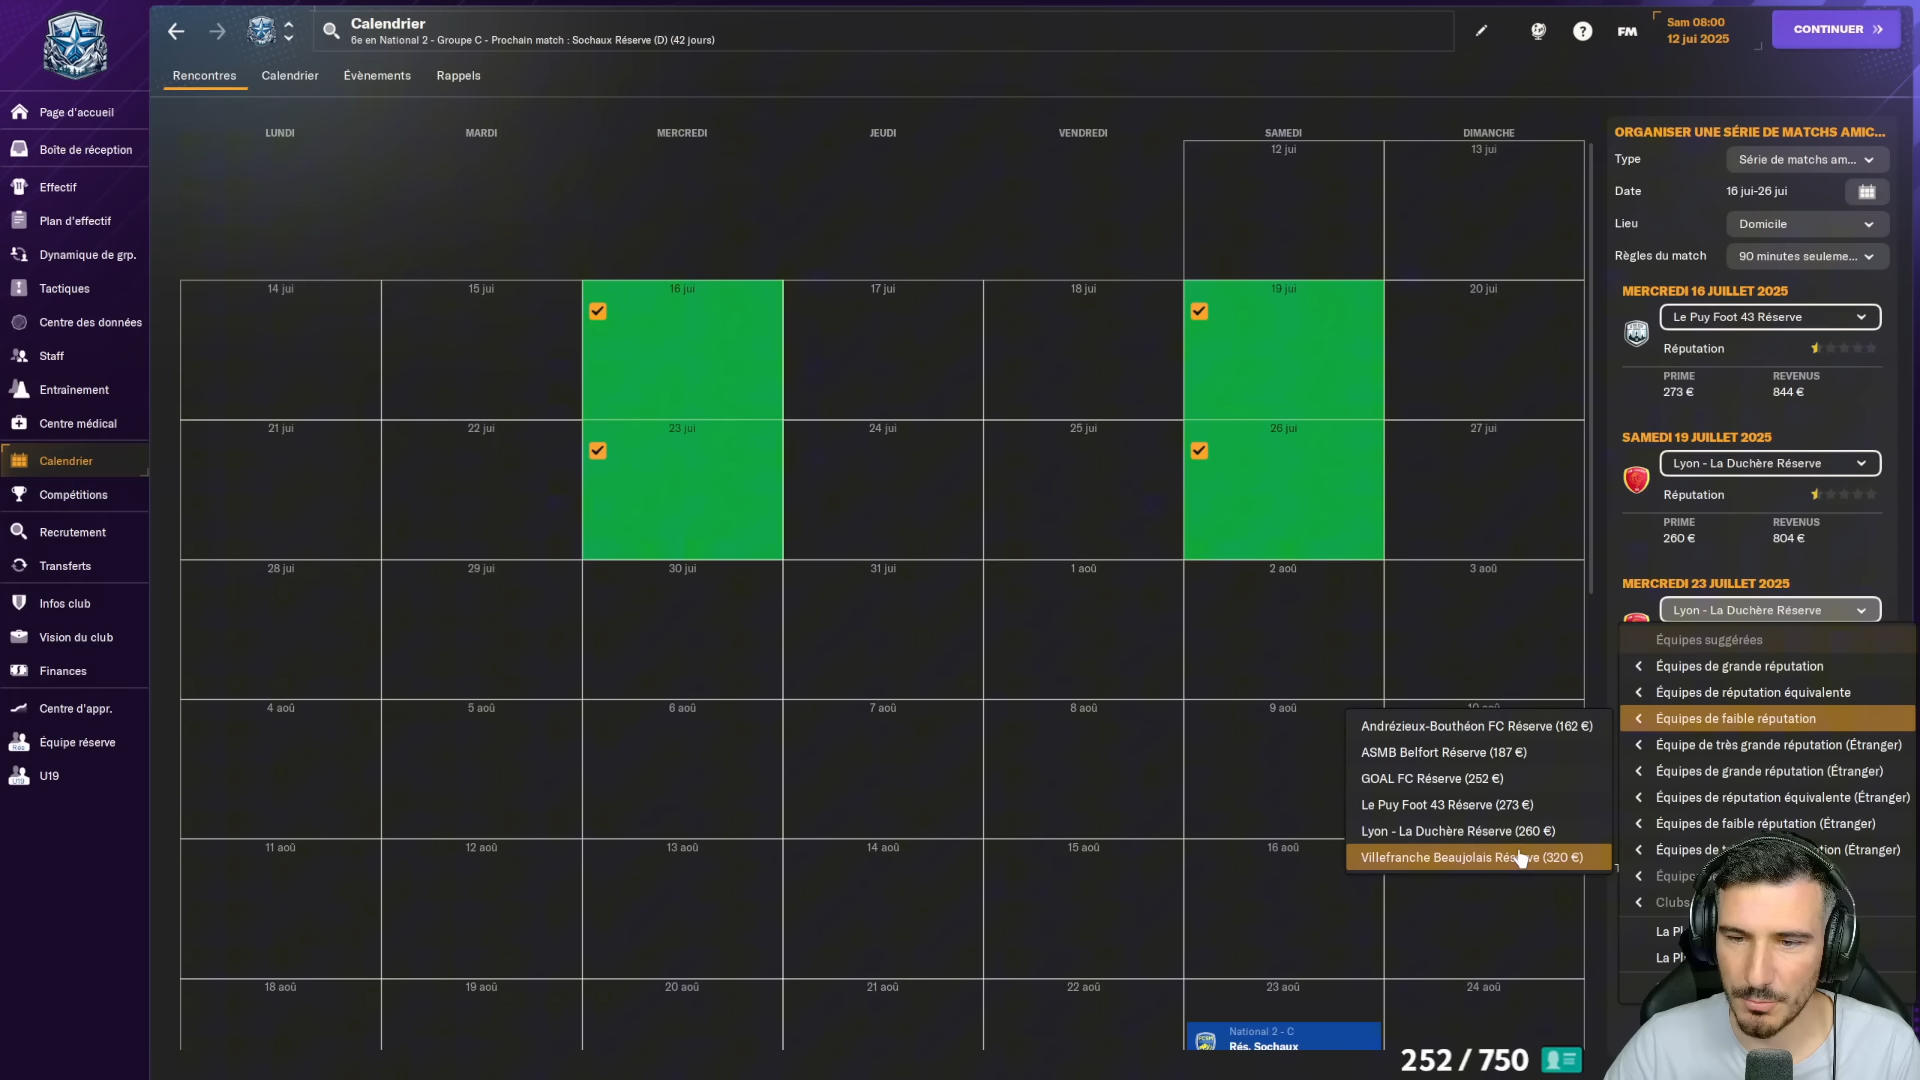 Calendrier
6e en National 2 - Groupe C - Prochain match : Sochaux Réserve (D) (42 jours)
FM
Sam 08:00
12 jui 2025
CONTINUER
Rencontres
Calendrier
Évènements
Rappels
Page d'accueil
Boîte de réception
Effectif
Plan d'effectif
Dynamique de grp.
Tactiques
Centre des données
Staff
Entraînement
Centre médical
Calendrier
Compétitions
Recrutement
Transferts
Infos club
Vision du club
Finances
Centre d'appr.
Équipe réserve
U19
LUNDI MARDI MERCREDI JEUDI VENDREDI SAMEDI DIMANCHE
12 jui 13 jui
14 jui 15 jui 16 jui 17 jui 18 jui 19 jui 20 jui
21 jui 22 jui 23 jui 24 jui 25 jui 26 jui 27 jui
28 jui 29 jui 30 jui 31 jui 1 aoû 2 aoû 3 aoû
4 aoû 5 aoû 6 aoû 7 aoû 8 aoû 9 aoû 10 aoû
11 aoû 12 aoû 13 aoû 14 aoû 15 aoû 16 aoû
18 aoû 19 aoû 20 aoû 21 aoû 22 aoû 23 aoû 24 aoû
National 2 - C
Rés. Sochaux
ORGANISER UNE SÉRIE DE MATCHS AMIC...
Type Série de matchs am...
Date 16 jui-26 jui
Lieu Domicile
Règles du match 90 minutes seuleme...
MERCREDI 16 JUILLET 2025
Le Puy Foot 43 Réserve
Réputation
PRIME REVENUS
273 € 844 €
SAMEDI 19 JUILLET 2025
Lyon - La Duchère Réserve
Réputation
PRIME REVENUS
260 € 804 €
MERCREDI 23 JUILLET 2025
Lyon - La Duchère Réserve
Équipes suggérées
Équipes de grande réputation
Équipes de réputation équivalente
Équipes de faible réputation
Équipe de très grande réputation (Étranger)
Équipes de grande réputation (Étranger)
Équipes de réputation équivalente (Étranger)
Équipes de faible réputation (Étranger)
Équipes de (Étranger)
Clubs
La
La
Andrézieux-Bouthéon FC Réserve (162 €)
ASMB Belfort Réserve (187 €)
GOAL FC Réserve (252 €)
Le Puy Foot 43 Réserve (273 €)
Lyon - La Duchère Réserve (260 €)
Villefranche Beaujolais Réserve (320 €)
252 / 750